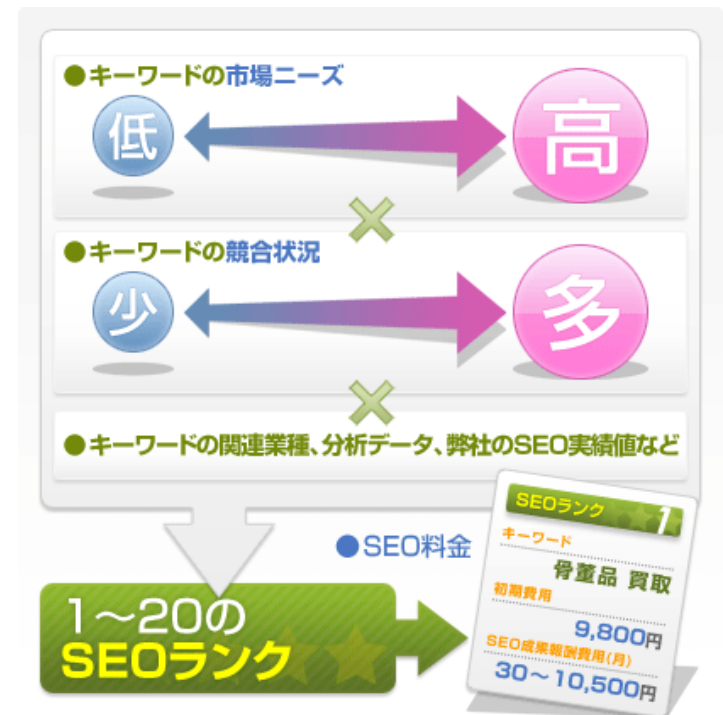 ●キーワードの市場ニーズ
低
高
×
●キーワードの競合状況
少
多
×
●キーワードの関連業種、分析データ、弊社のSEO実績値など
●SEO料金
1～20の
SEOランク
SEOランク 1
キーワード
骨董品 買取
初期費用
9,800円
SEO成果報酬費用(月)
30～10,500円